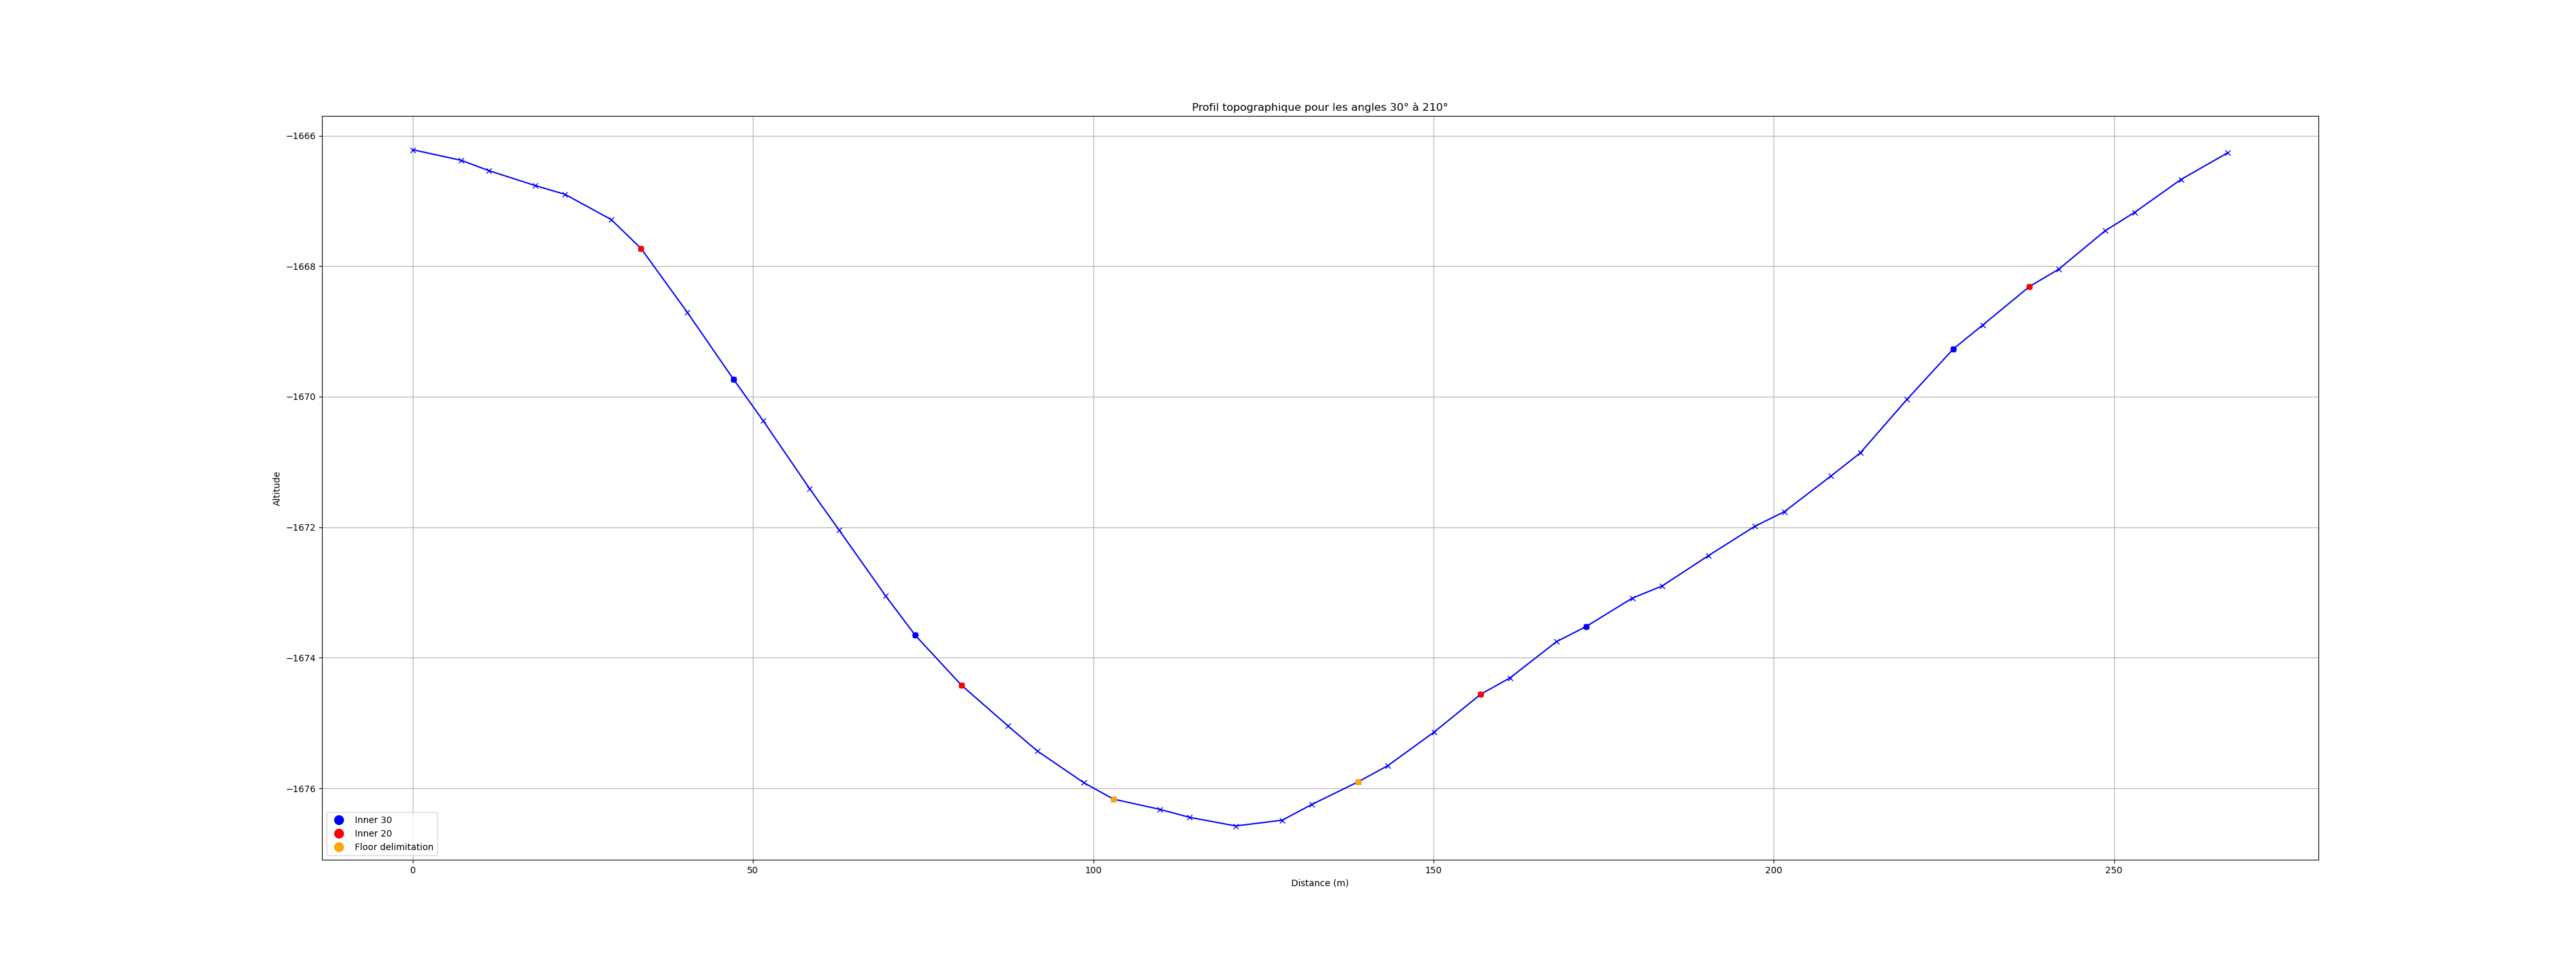 Profil topographique pour les angles 30° à 210°
−1666
−1668
−1670
−1672
−1674
−1676
Altitude
Inner 30
Inner 20
Floor delimitation
0
50
100
150
200
250
Distance (m)